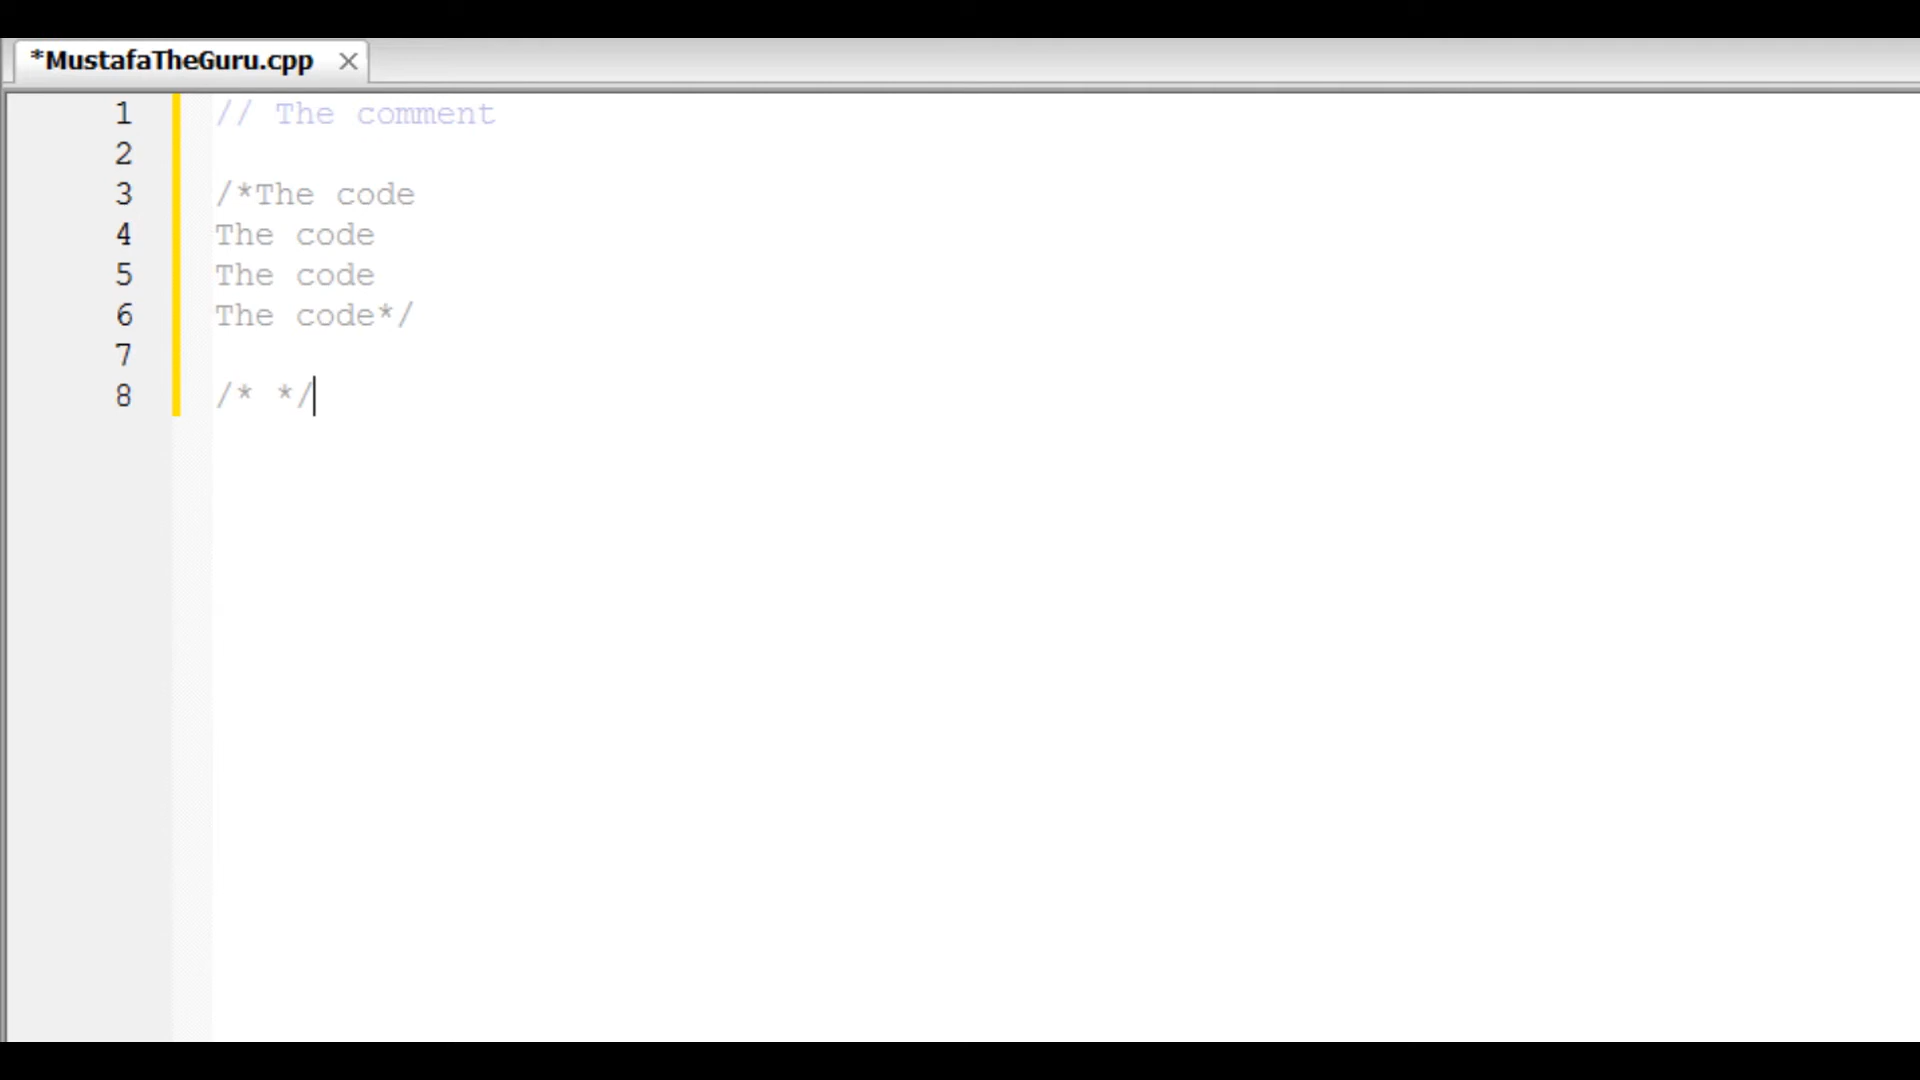 *MustafaTheGuru.cpp ×
1 // The comment
2
3 /*The code
4 The code
5 The code
6 The code*/
7
8 /* */